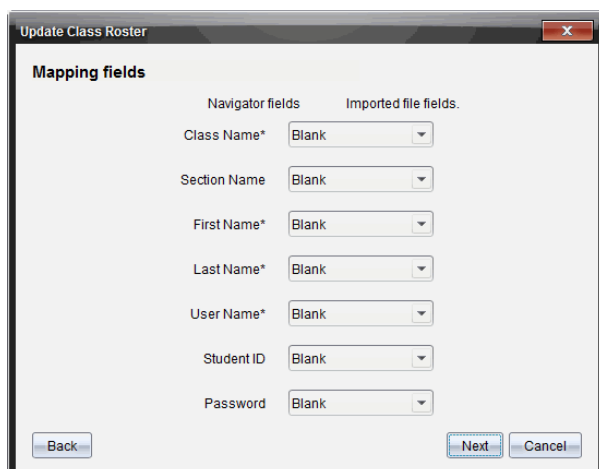 Update Class Roster
Mapping fields
Navigator fields Imported file fields.
Class Name* Blank
Section Name Blank
First Name* Blank
Last Name* Blank
User Name* Blank
Student ID Blank
Password Blank
Back Next Cancel